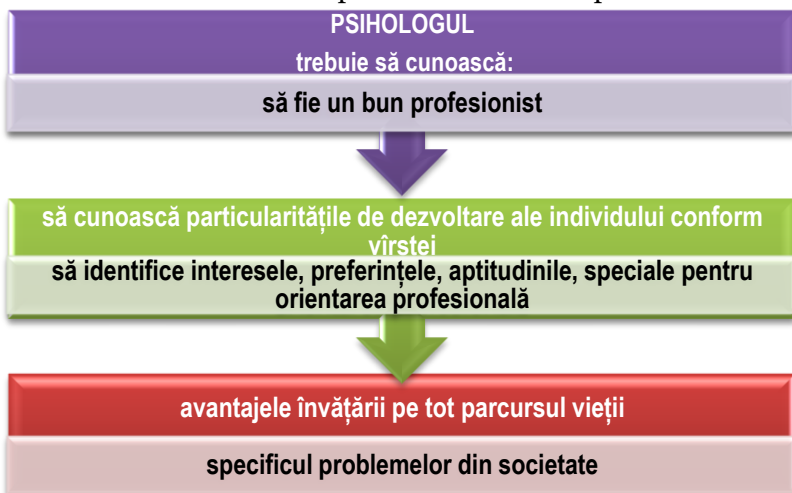 PSIHOLOGUL
trebuie să cunoască:
să fie un bun profesionist
să cunoască particularitățile de dezvoltare ale individului conform
vîrstei
să identifice interesele, preferințele, aptitudinile, speciale pentru
orientarea profesională
avantajele învățării pe tot parcursul vieții
specificul problemelor din societate